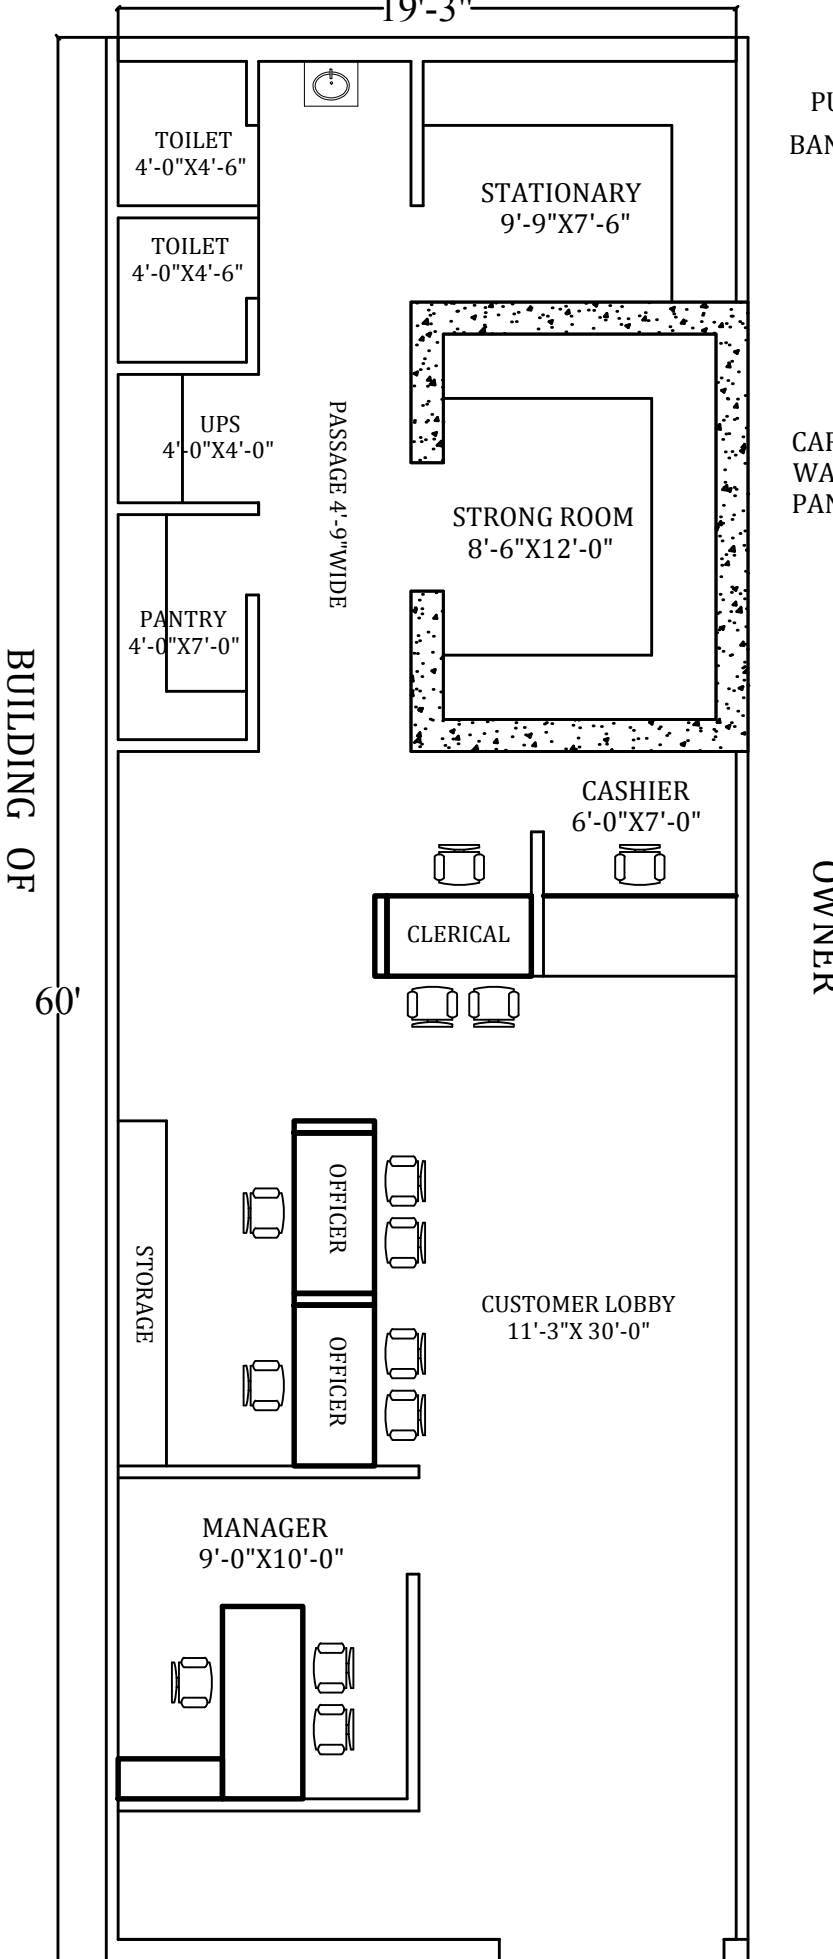 19'-3"
TOILET
4'-0"X4'-6"
TOILET
4'-0"X4'-6"
STATIONARY
9'-9"X7'-6"
UPS
4'-0"X4'-0"
PASSAGE 4'-9"WIDE
STRONG ROOM
8'-6"X12'-0"
PANTRY
4'-0"X7'-0"
BUILDING OF
CASHIER
6'-0"X7'-0"
CLERICAL
OWNER
60'
OFFICER
STORAGE
CUSTOMER LOBBY
11'-3"X 30'-0"
OFFICER
MANAGER
9'-0"X10'-0"